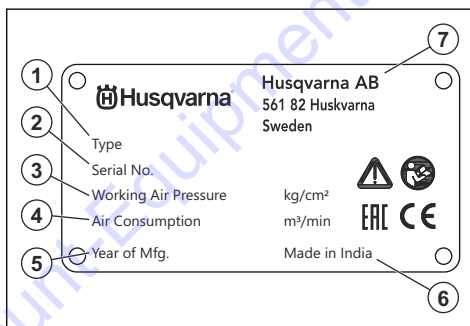 7
1
Husqvarna
Husqvarna AB
561 82 Huskvarna
Sweden
2
Type
Serial No.
3
Working Air Pressure kg/cm²
4
Air Consumption m³/min
EAC CE
5
Year of Mfg. Made in India
6